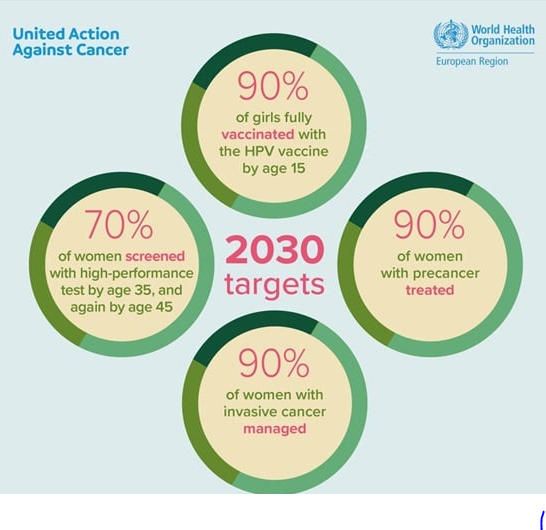 United Action
Against Cancer
World Health
Organization
European Region
90%
of girls fully
vaccinated with
the HPV vaccine
by age 15
70%
of women screened
with high-performance
test by age 35, and
again by age 45
2030
targets
90%
of women
with precancer
treated
90%
of women with
invasive cancer
managed